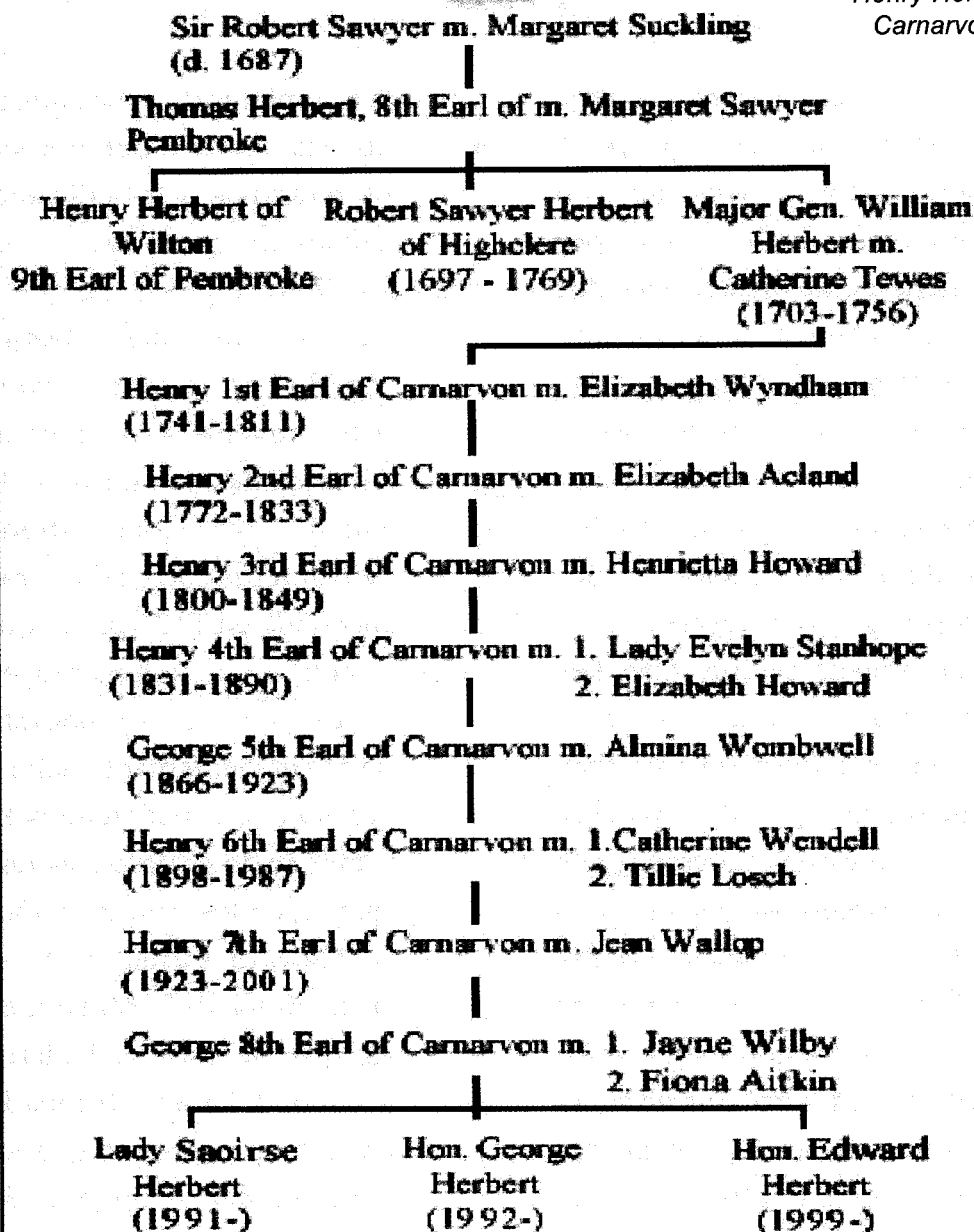 Henry Her
Carnarvo
Sir Robert Sawyer m. Margaret Suckling
(d. 1687)
Thomas Herbert, 8th Earl of m. Margaret Sawyer
Pembroke
Henry Herbert of
Wilton
9th Earl of Pembroke
Robert Sawyer Herbert
of Highclere
(1697 - 1769)
Major Gen. William
Herbert m.
Catherine Tewes
(1703-1756)
Henry 1st Earl of Carnarvon m. Elizabeth Wyndham
(1741-1811)
Henry 2nd Earl of Carnarvon m. Elizabeth Acland
(1772-1833)
Henry 3rd Earl of Carnarvon m. Henrietta Howard
(1800-1849)
Henry 4th Earl of Carnarvon m. 1. Lady Evelyn Stanhope
(1831-1890) 2. Elizabeth Howard
George 5th Earl of Carnarvon m. Almina Wombwell
(1866-1923)
Henry 6th Earl of Carnarvon m. 1.Catherine Wendell
(1898-1987) 2. Tillie Losch
Henry 7th Earl of Carnarvon m. Jean Wallop
(1923-2001)
George 8th Earl of Carnarvon m. 1. Jayne Wilby
2. Fiona Aitkin
Lady Saoirse
Herbert
(1991-)
Hon. George
Herbert
(1992-)
Hon. Edward
Herbert
(1999-)